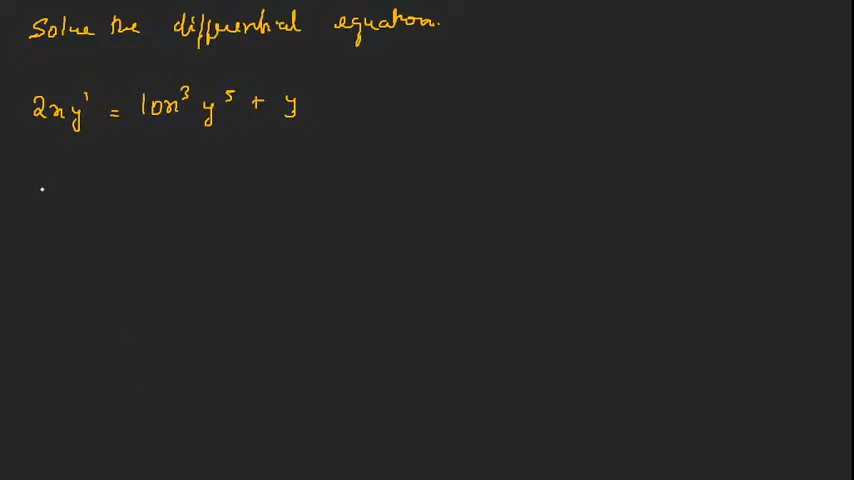 Solve the differential equation.
2xy' = 10x³y⁵ + y